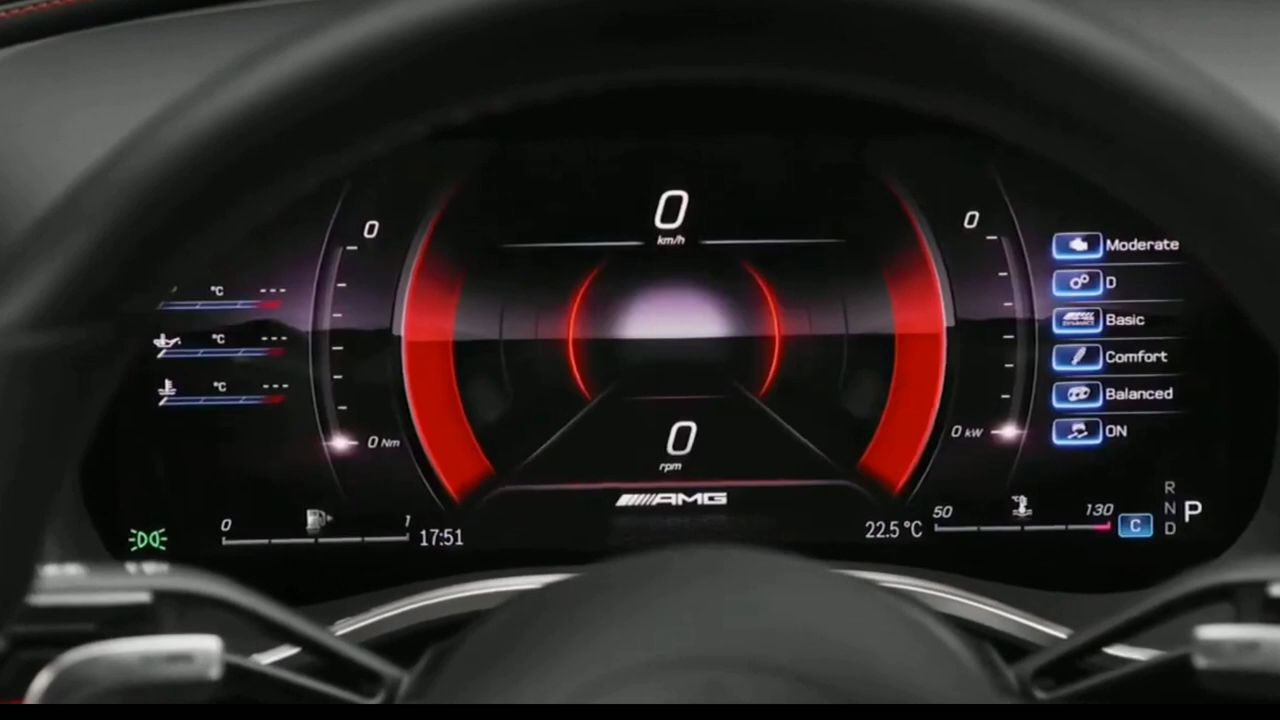 0
km/h
0
0
Moderate
D
Basic
Comfort
Balanced
ON
°C ---
°C ---
°C ---
0 Nm
0
rpm
0 kW
AMG
0 1
17:51
22.5 °C
50 130
C
R
N
D
P